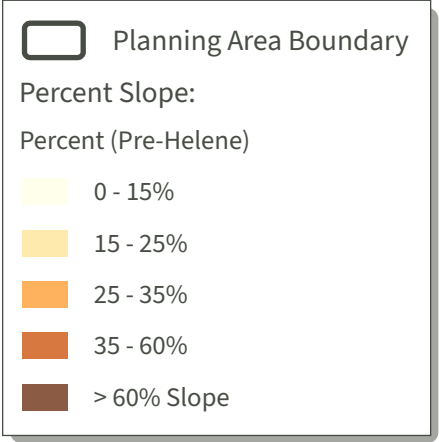 Planning Area Boundary
Percent Slope:
Percent (Pre-Helene)
0 - 15%
15 - 25%
25 - 35%
35 - 60%
> 60% Slope